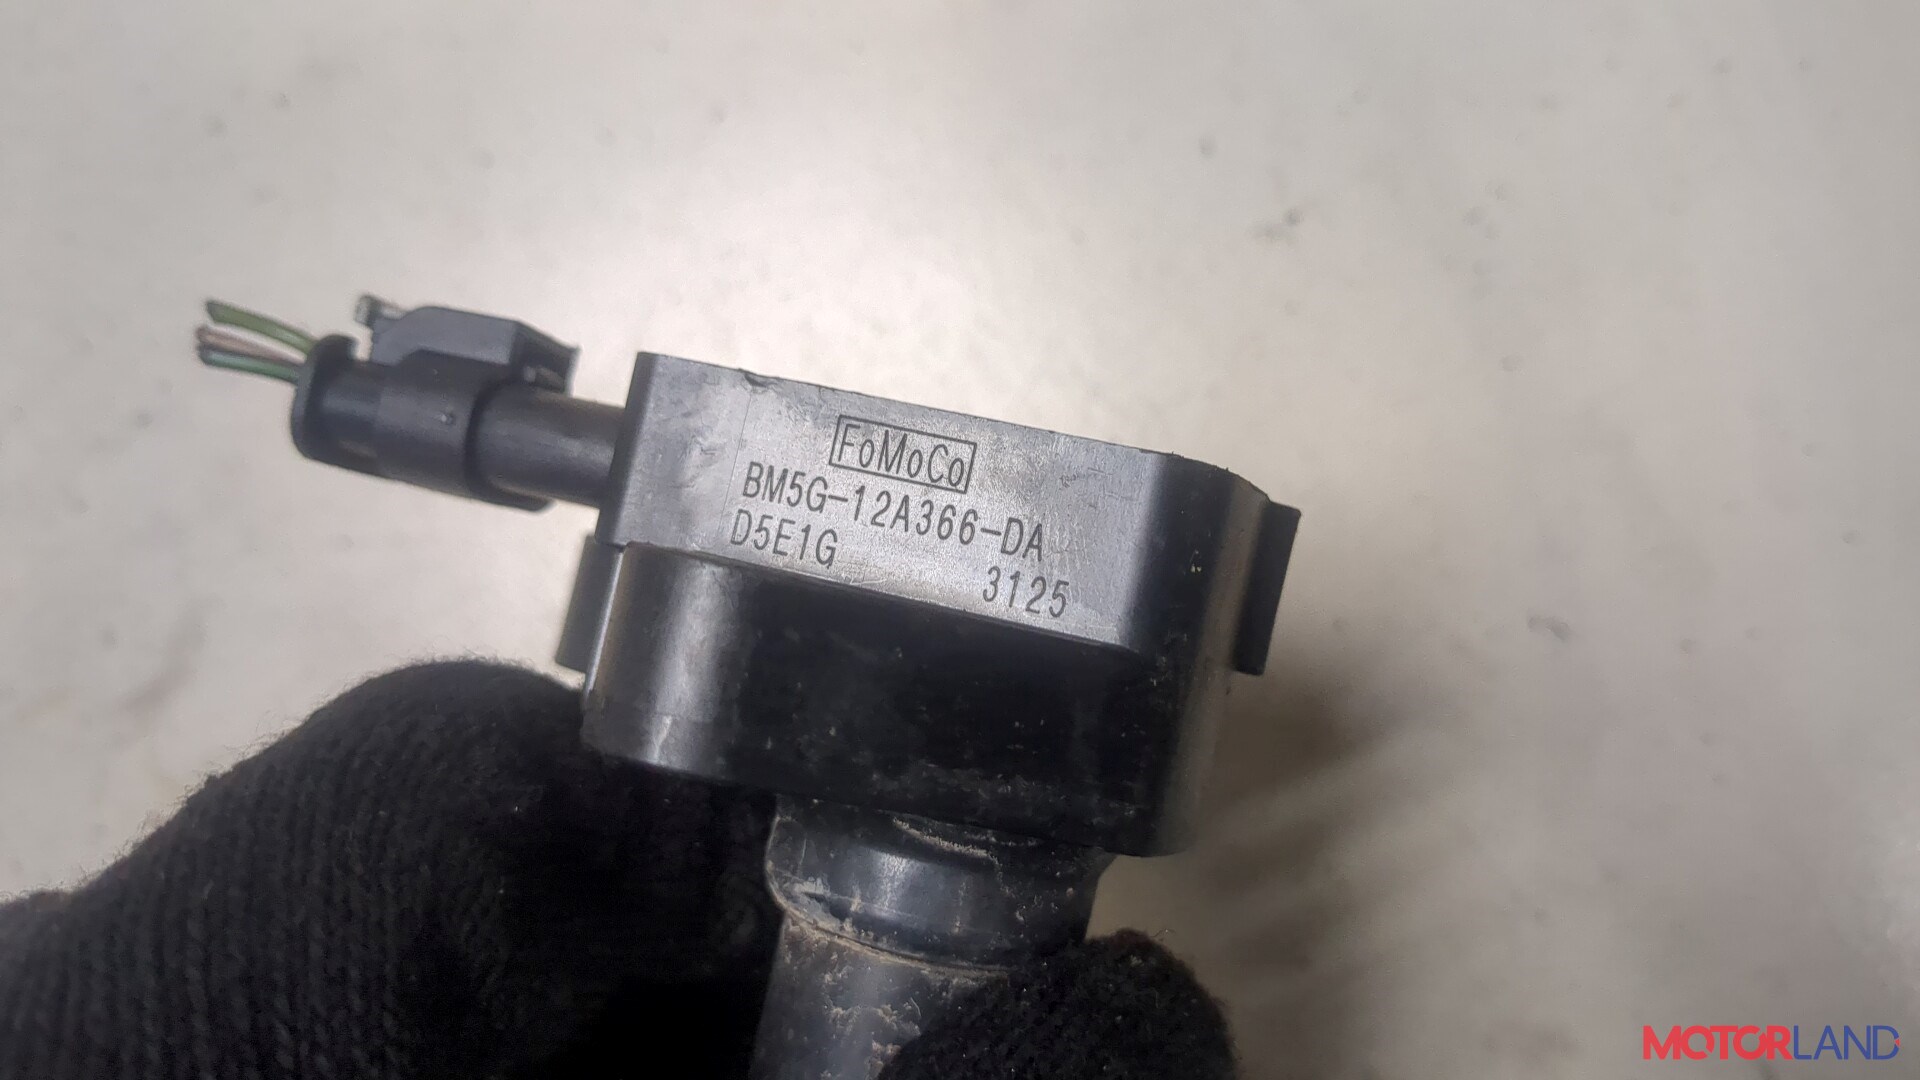 FoMoCo
BM5G-12A366-DA
D5E1G 3125
MOTORLAND